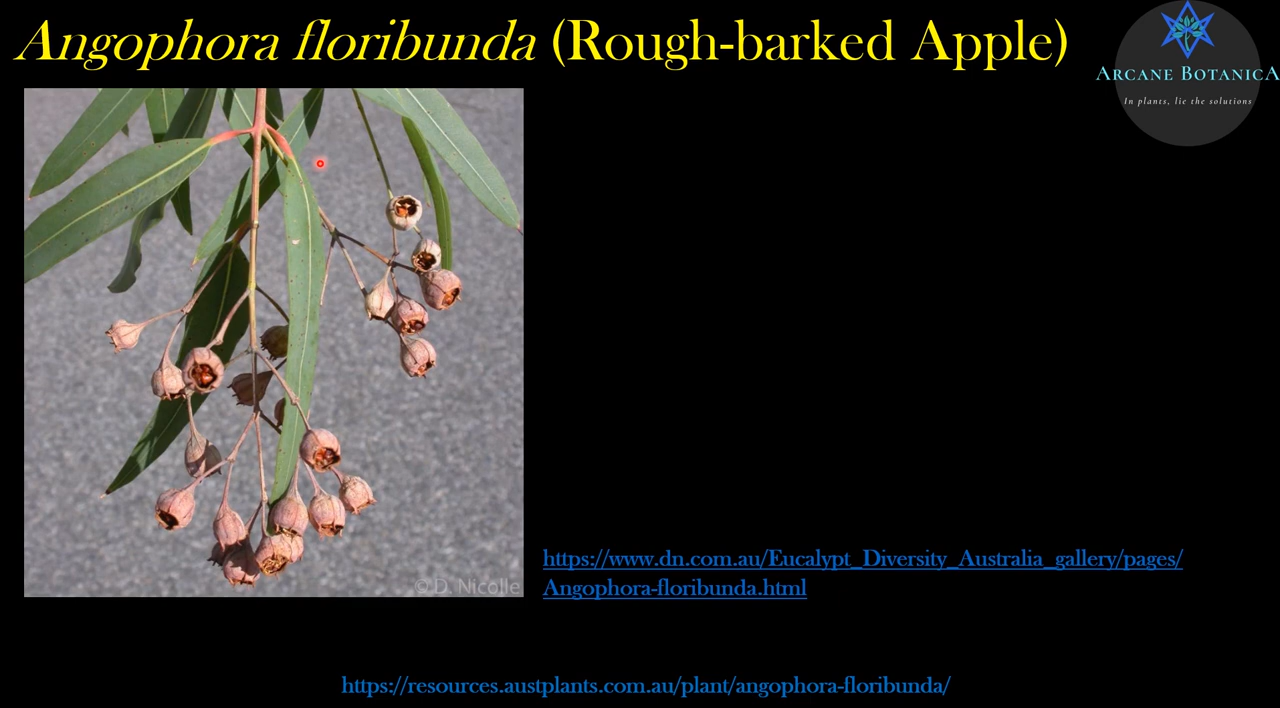 Angophora floribunda (Rough-barked Apple)
ARCANE BOTANICA
In plants, lie the solutions
© D. Nicolle
https://www.dn.com.au/Eucalypt_Diversity_Australia_gallery/pages/
Angophora-floribunda.html
https://resources.austplants.com.au/plant/angophora-floribunda/